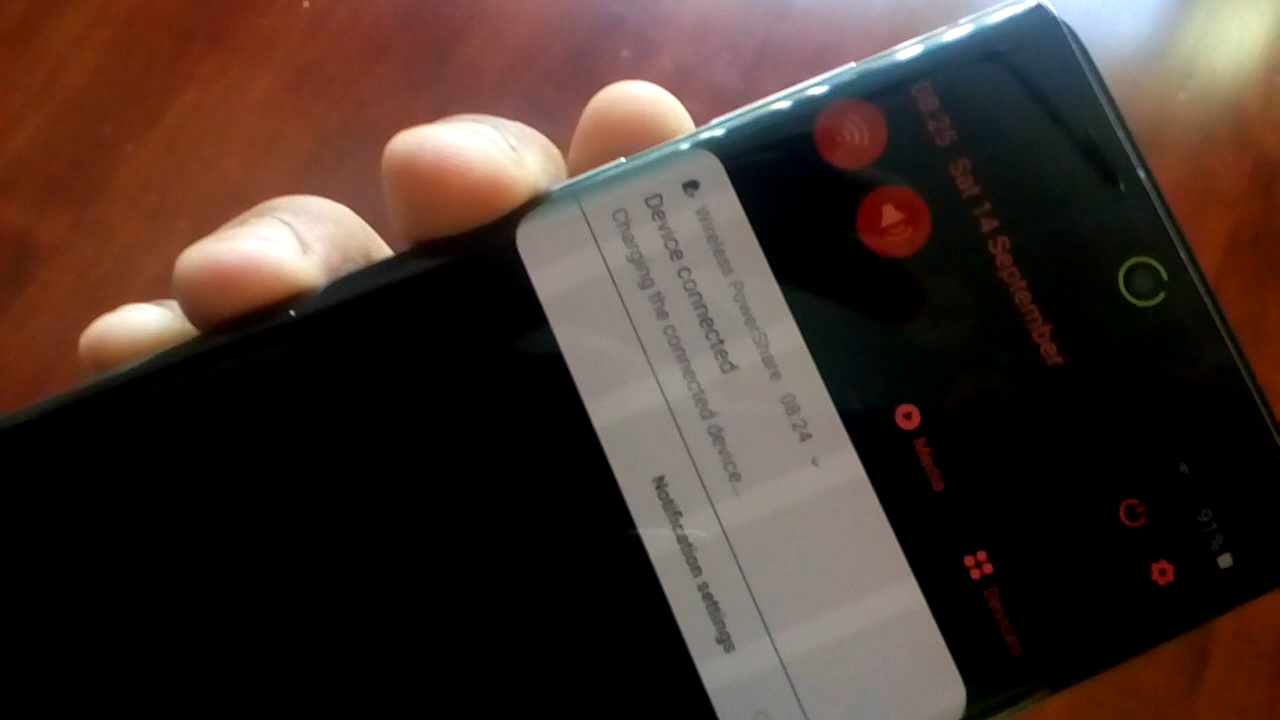 91%
08:25 Sat 14 September
Media
Devices
Wireless PowerShare 08:24
Device connected
Charging the connected device...
Notification settings